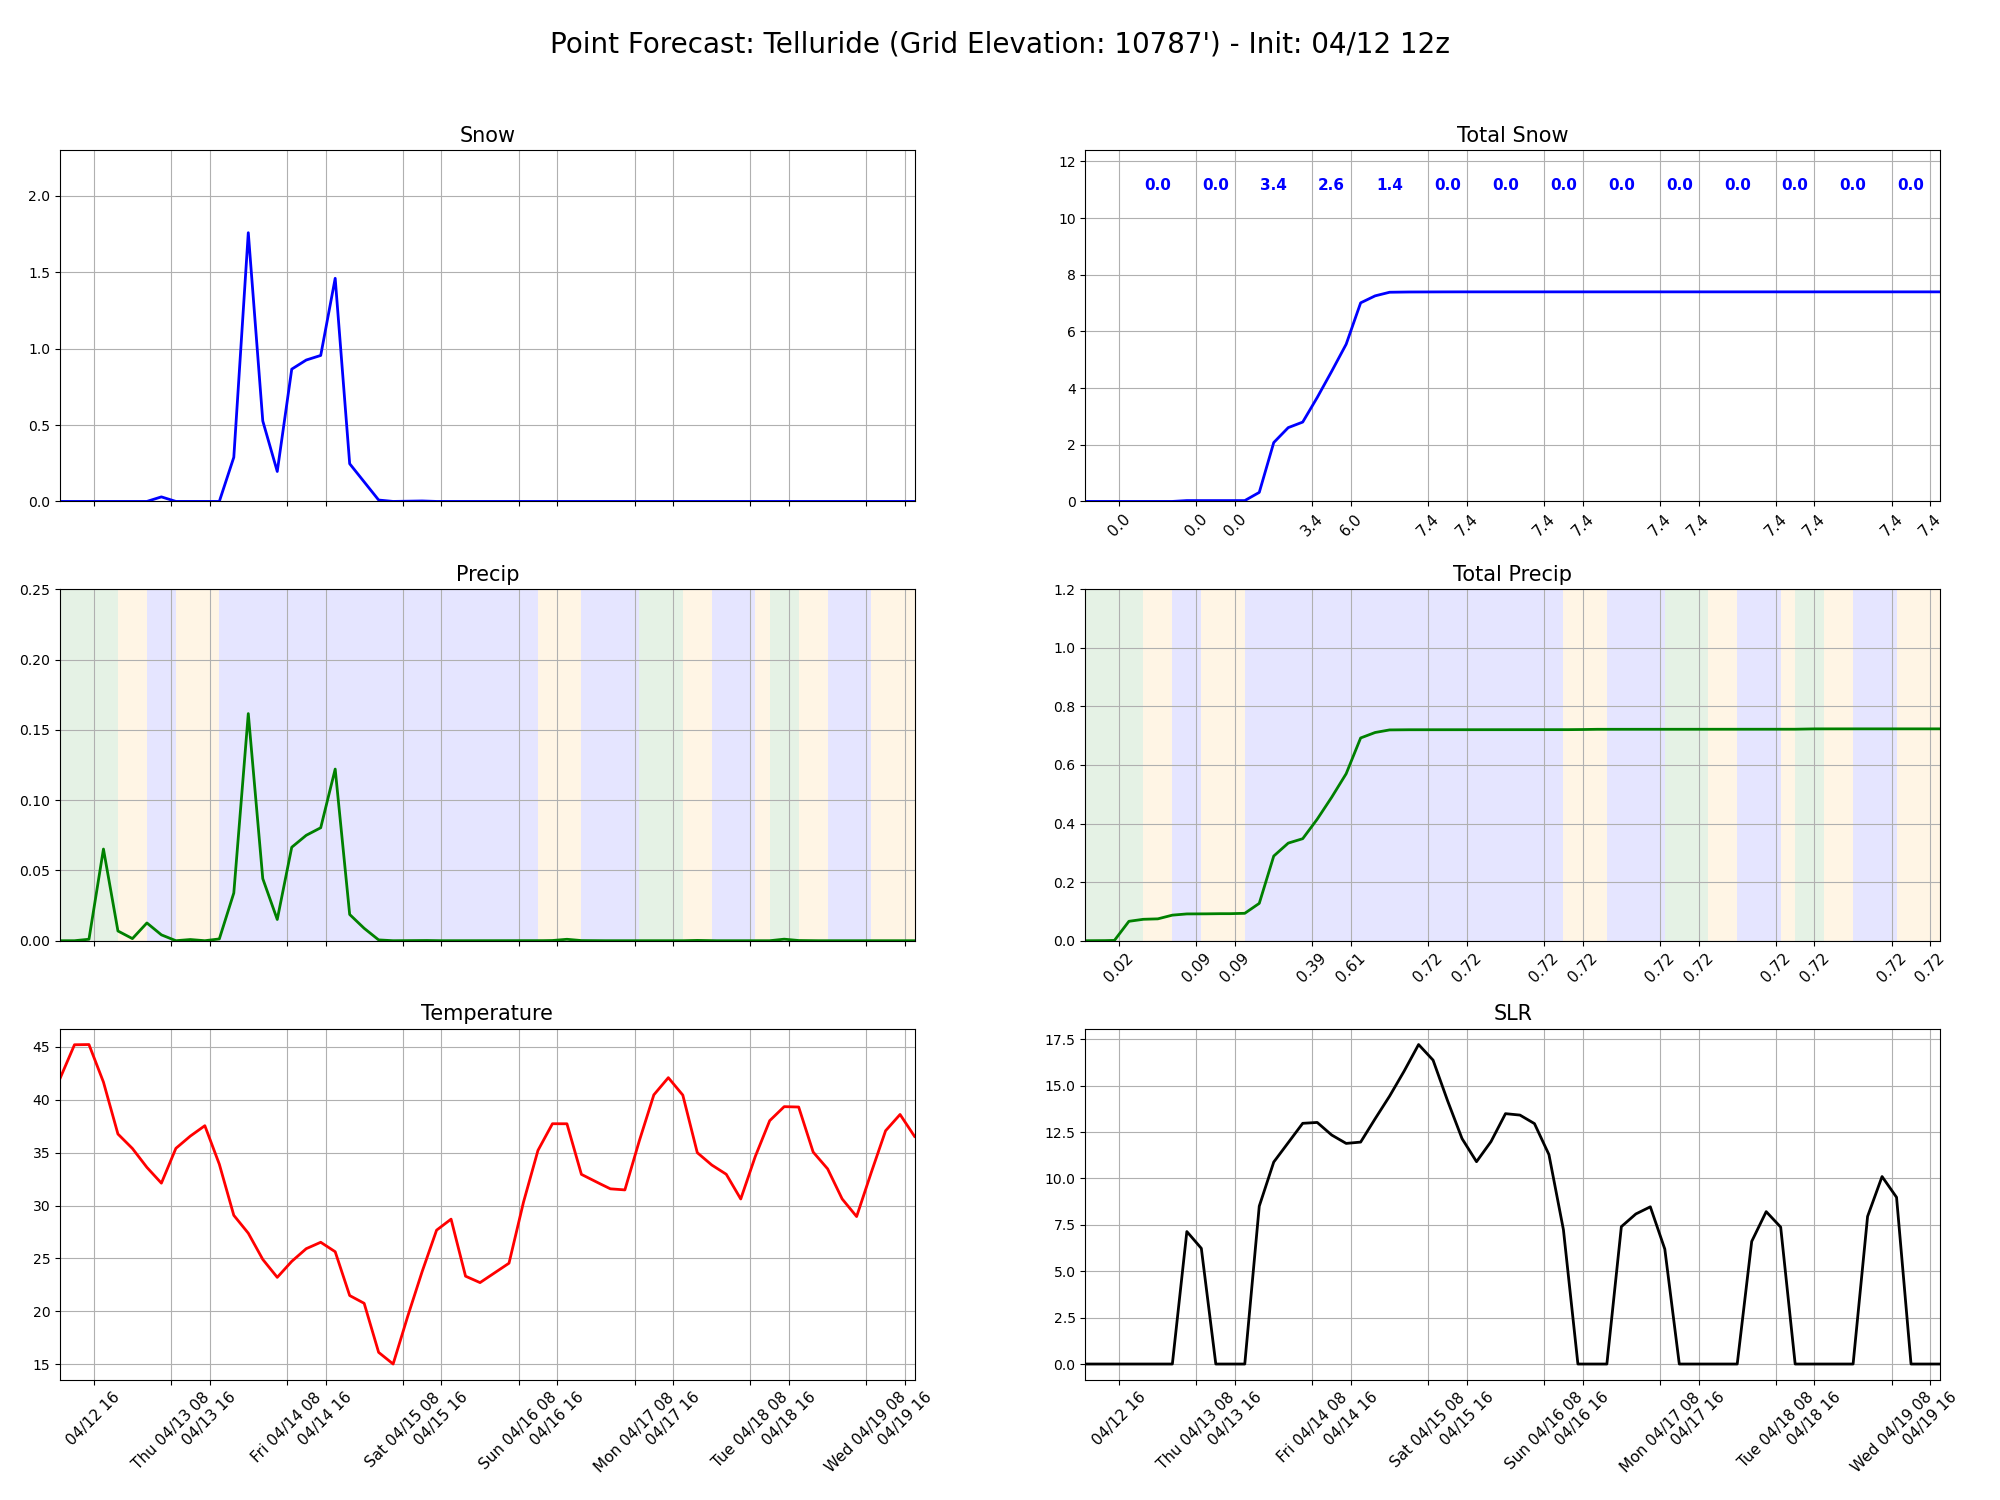 Point Forecast: Telluride (Grid Elevation: 10787') - Init: 04/12 12z
Snow
2.0
1.5
1.0
0.5
0.0
Total Snow
12
10
8
6
4
2
0
0.0 0.0 3.4 2.6 1.4 0.0 0.0 0.0 0.0 0.0 0.0 0.0 0.0 0.0
0.0 0.0 0.0 3.4 6.0 7.4 7.4 7.4 7.4 7.4 7.4 7.4 7.4 7.4 7.4
Precip
0.25
0.20
0.15
0.10
0.05
0.00
Total Precip
1.2
1.0
0.8
0.6
0.4
0.2
0.0
0.02 0.09 0.09 0.39 0.61 0.72 0.72 0.72 0.72 0.72 0.72 0.72 0.72 0.72 0.72
Temperature
45
40
35
30
25
20
15
04/12 16
Thu 04/13 08
04/13 16
Fri 04/14 08
04/14 16
Sat 04/15 08
04/15 16
Sun 04/16 08
04/16 16
Mon 04/17 08
04/17 16
Tue 04/18 08
04/18 16
Wed 04/19 08
04/19 16
SLR
17.5
15.0
12.5
10.0
7.5
5.0
2.5
0.0
04/12 16
Thu 04/13 08
04/13 16
Fri 04/14 08
04/14 16
Sat 04/15 08
04/15 16
Sun 04/16 08
04/16 16
Mon 04/17 08
04/17 16
Tue 04/18 08
04/18 16
Wed 04/19 08
04/19 16